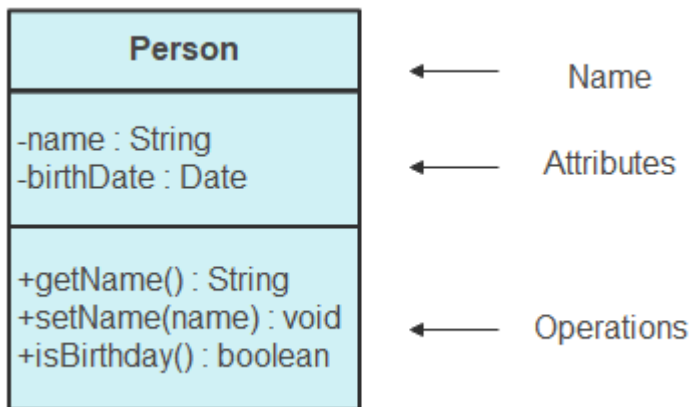 Person
Name
-name : String
-birthDate : Date
Attributes
+getName() : String
+setName(name) : void
+isBirthday() : boolean
Operations